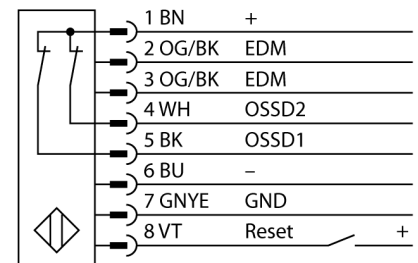 1 BN +
2 OG/BK EDM
3 OG/BK EDM
4 WH OSSD2
5 BK OSSD1
6 BU –
7 GNYE GND
8 VT Reset +